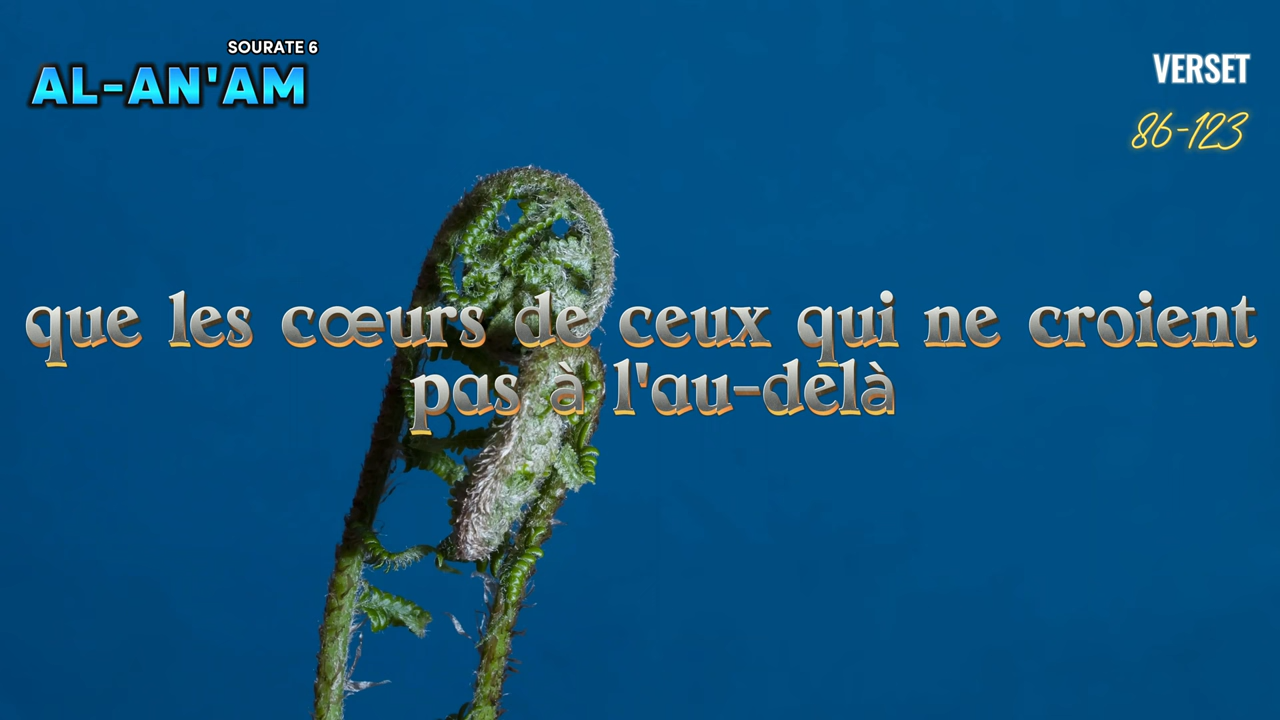 SOURATE 6
AL-AN'AM
VERSET
86-123
que les cœurs de ceux qui ne croient
pas à l'au-delà